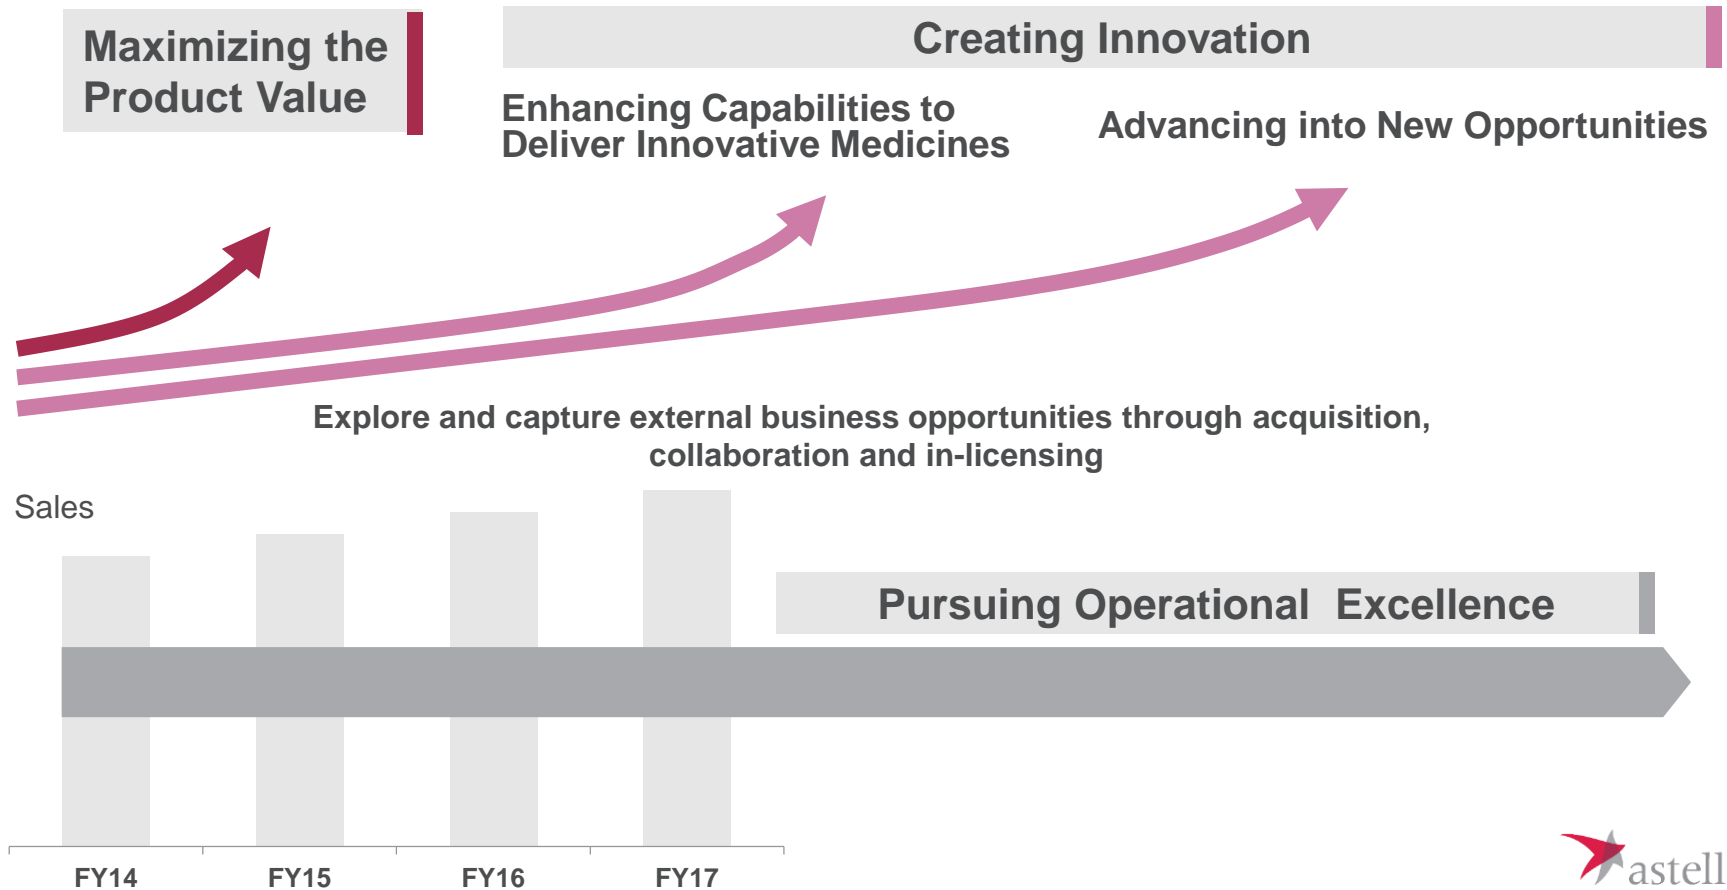 Maximizing the
Product Value
Creating Innovation
Enhancing Capabilities to
Deliver Innovative Medicines
Advancing into New Opportunities
Explore and capture external business opportunities through acquisition,
collaboration and in-licensing
Sales
Pursuing Operational Excellence
FY14
FY15
FY16
FY17
astell